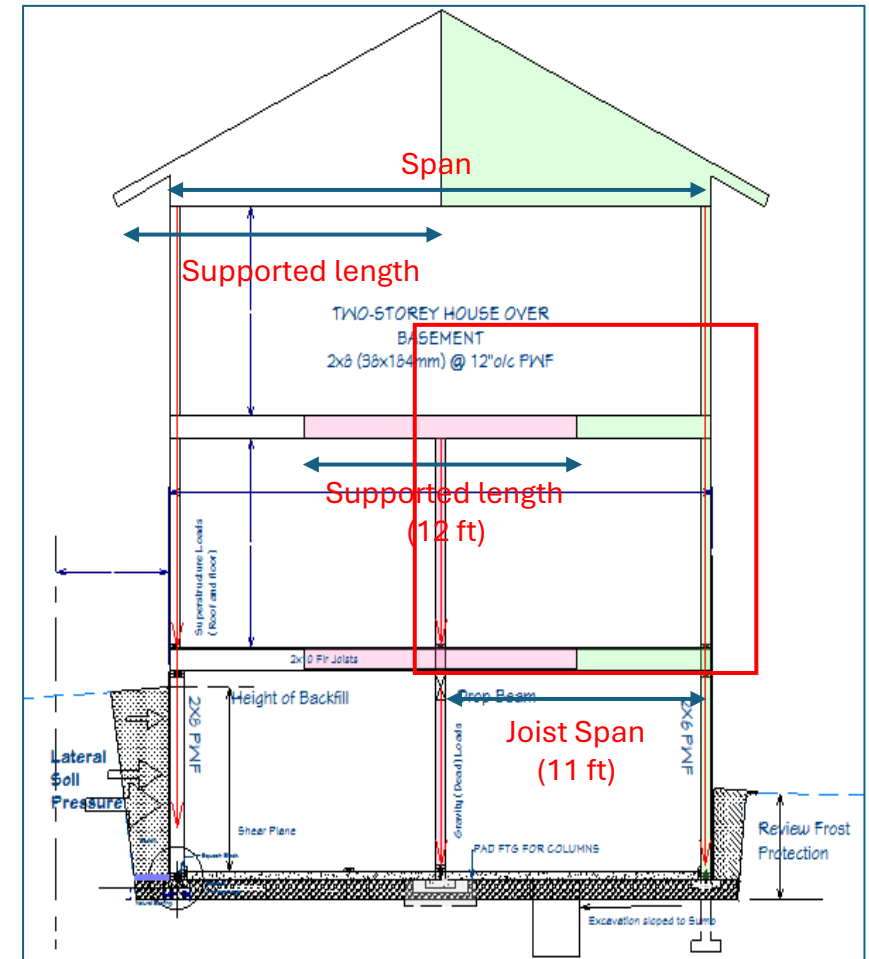 Span
Supported length
TWO-STOREY HOUSE OVER
BASEMENT
2x8 (38x184mm) @ 12"o/c PWF
Supported length
(12 ft)
Superstructure Loads
(Roof and floor)
2x10 Fir Joists
Height of Backfill
Drop Beam
2X8 PWF
2X6 PWF
Joist Span
(11 ft)
Lateral
Soil
Pressure
Gravity (Dead) Loads
Shear Plane
PAD FTG FOR COLUMNS
Review Frost
Protection
Excavation sloped to Sump